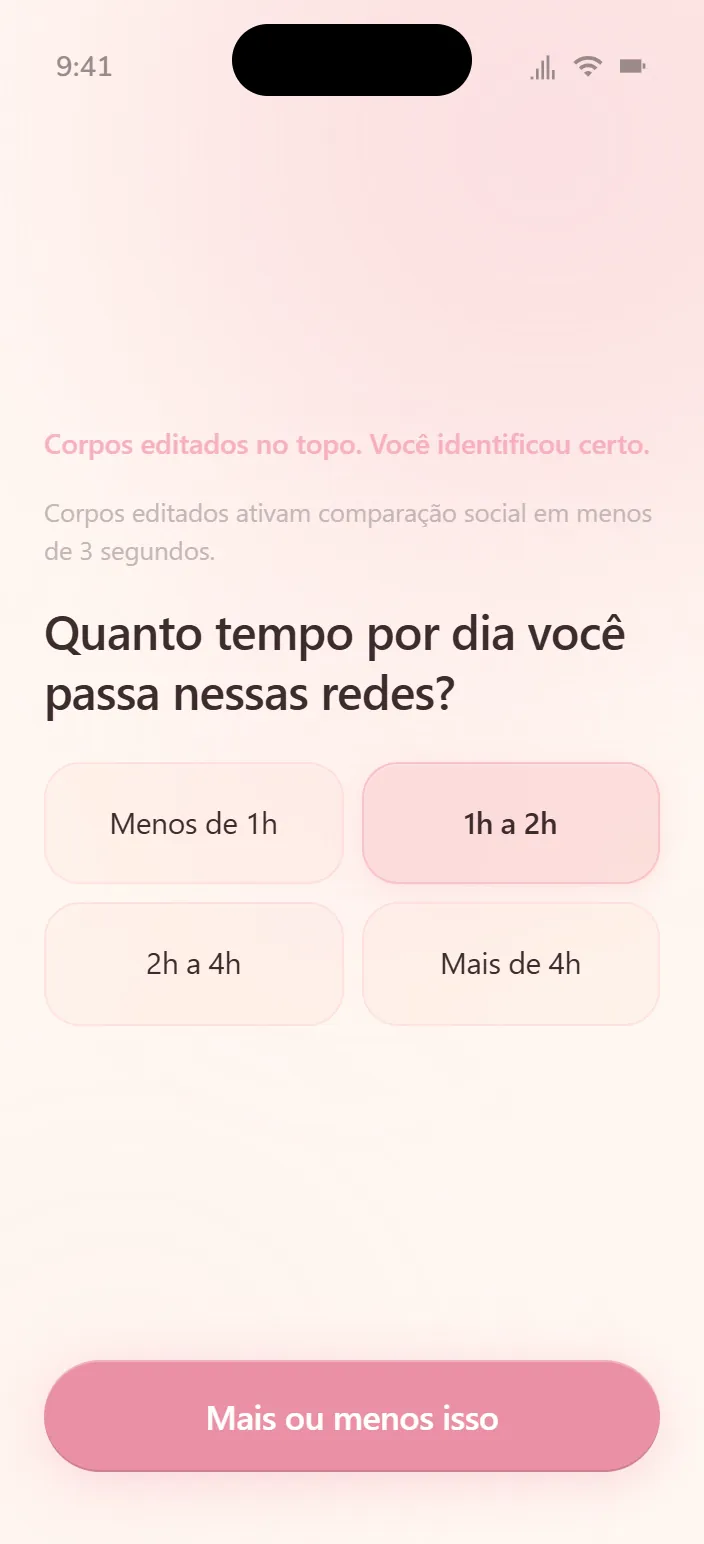 9:41
Corpos editados no topo. Você identificou certo.
Corpos editados ativam comparação social em menos
de 3 segundos.
Quanto tempo por dia você
passa nessas redes?
Menos de 1h
1h a 2h
2h a 4h
Mais de 4h
Mais ou menos isso